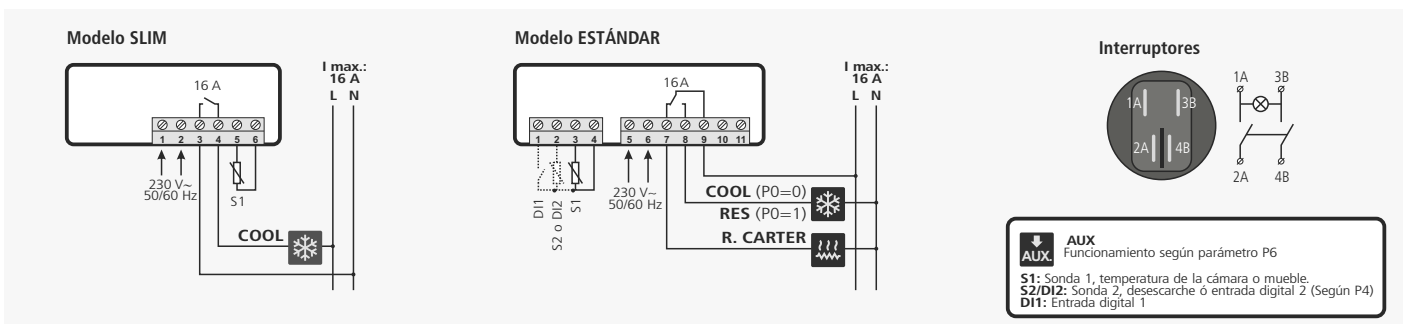 Modelo SLIM
I max.:
16 A
L N
16 A
1 2 3 4 5 6
230 V~
50/60 Hz
S1
COOL
Modelo ESTÁNDAR
I max.:
16 A
L N
16A
1 2 3 4 5 6 7 8 9 10 11
DI1
S2 o DI2
S1
230 V~
50/60 Hz
COOL (P0=0)
RES (P0=1)
R. CARTER
Interruptores
1A 3B
2A 4B
1A 3B
2A 4B
AUX.
AUX
Funcionamiento según parámetro P6
S1: Sonda 1, temperatura de la cámara o mueble.
S2/DI2: Sonda 2, desescarche ó entrada digital 2 (Según P4)
DI1: Entrada digital 1